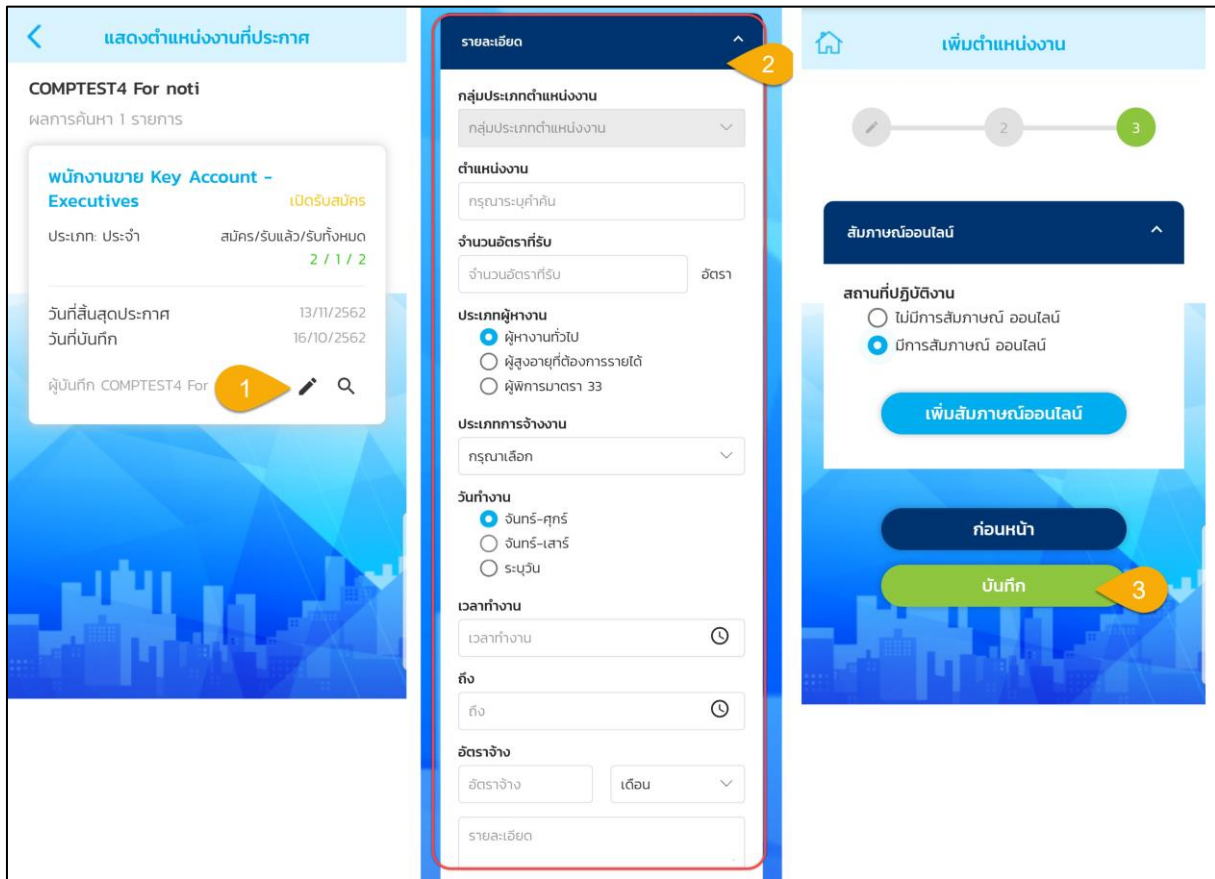 แสดงตำแหน่งงานที่ประกาศ
COMPTEST4 For noti
ผลการค้นหา 1 รายการ
พนักงานขาย Key Account -
Executives เปิดรับสมัคร
ประเภท: ประจำ สมัคร/รับแล้ว/รับทั้งหมด
2 / 1 / 2
วันที่สิ้นสุดประกาศ 13/11/2562
วันที่บันทึก 16/10/2562
ผู้บันทึก COMPTEST4 For 1
รายละเอียด
2
กลุ่มประเภทตำแหน่งงาน
กลุ่มประเภทตำแหน่งงาน
ตำแหน่งงาน
กรุณาระบุคำค้น
จำนวนอัตราที่รับ
จำนวนอัตราที่รับ อัตรา
ประเภทผู้หางาน
ผู้หางานทั่วไป
ผู้สูงอายุที่ต้องการรายได้
ผู้พิการมาตรา 33
ประเภทการจ้างงาน
กรุณาเลือก
วันทำงาน
จันทร์-ศุกร์
จันทร์-เสาร์
ระบุวัน
เวลาทำงาน
เวลาทำงาน
ถึง
ถึง
อัตราจ้าง
อัตราจ้าง เดือน
รายละเอียด
เพิ่มตำแหน่งงาน
2 3
สัมภาษณ์ออนไลน์
สถานที่ปฏิบัติงาน
ไม่มีการสัมภาษณ์ ออนไลน์
มีการสัมภาษณ์ ออนไลน์
เพิ่มสัมภาษณ์ออนไลน์
ก่อนหน้า
บันทึก 3